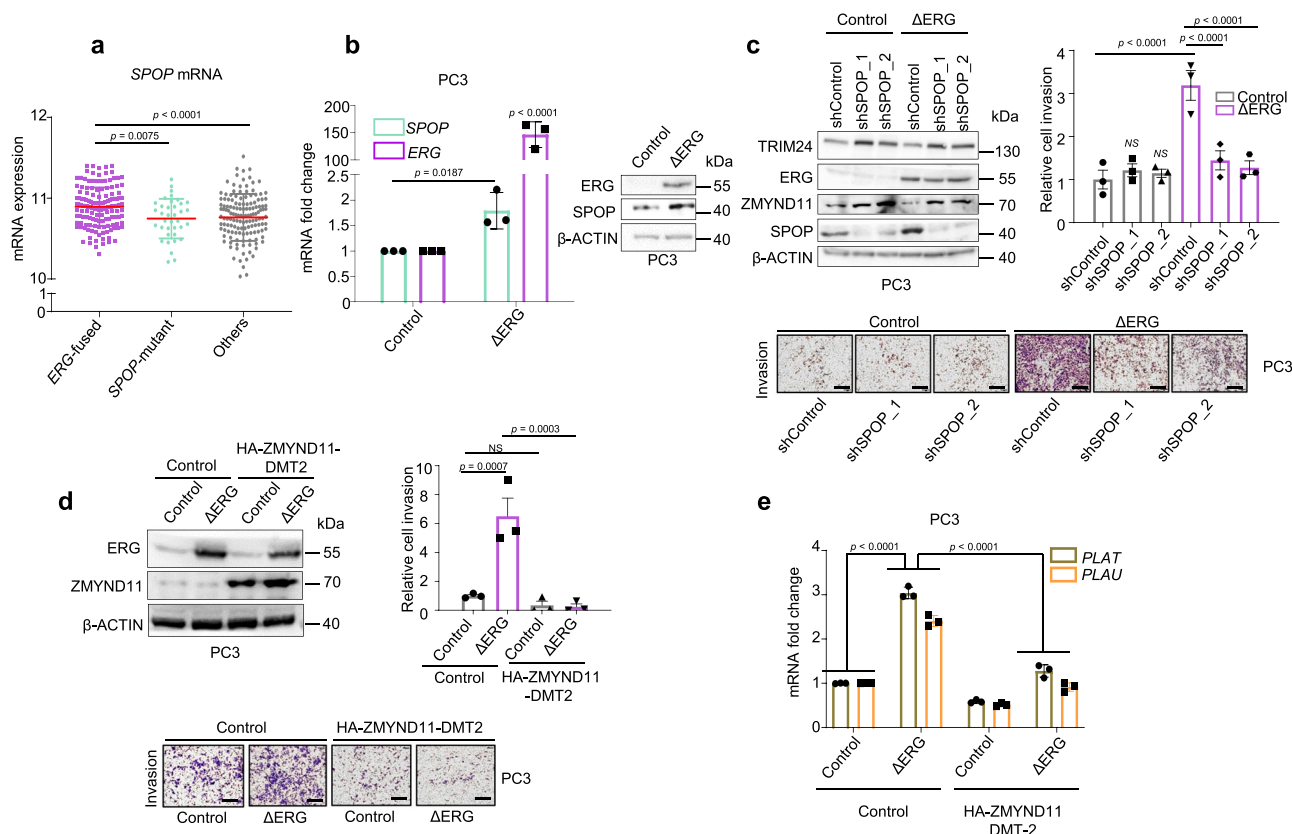 a
SPOP mRNA
mRNA expression
12
11
10
1
0
p < 0.0001
p = 0.0075
ERG-fused
SPOP-mutant
Others
b
PC3
mRNA fold change
200
150
100
50
2.0
1.5
1
0.5
0
SPOP
ERG
p < 0.0001
p = 0.0187
Control
ΔERG
Control
ΔERG
kDa
ERG
55
SPOP
40
β-ACTIN
40
PC3
c
Control
ΔERG
shControl
shSPOP_1
shSPOP_2
shControl
shSPOP_1
shSPOP_2
kDa
TRIM24
130
ERG
55
ZMYND11
70
SPOP
40
β-ACTIN
40
PC3
Relative cell invasion
5
4
3
2
1
0
p < 0.0001
p < 0.0001
p < 0.0001
Control
ΔERG
NS
NS
shControl
shSPOP_1
shSPOP_2
shControl
shSPOP_1
shSPOP_2
Control
ΔERG
Invasion
PC3
shControl
shSPOP_1
shSPOP_2
shControl
shSPOP_1
shSPOP_2
d
Control
HA-ZMYND11-
DMT2
Control
ΔERG
Control
ΔERG
kDa
ERG
55
ZMYND11
70
β-ACTIN
40
PC3
Relative cell invasion
10
8
6
4
2
0
p = 0.0003
NS
p = 0.0007
Control
ΔERG
Control
ΔERG
Control
HA-ZMYND11
-DMT2
Control
HA-ZMYND11-DMT2
Invasion
PC3
Control
ΔERG
Control
ΔERG
e
PC3
mRNA fold change
4
3
2
1
0
p < 0.0001
p < 0.0001
PLAT
PLAU
Control
ΔERG
Control
ΔERG
Control
HA-ZMYND11
DMT-2